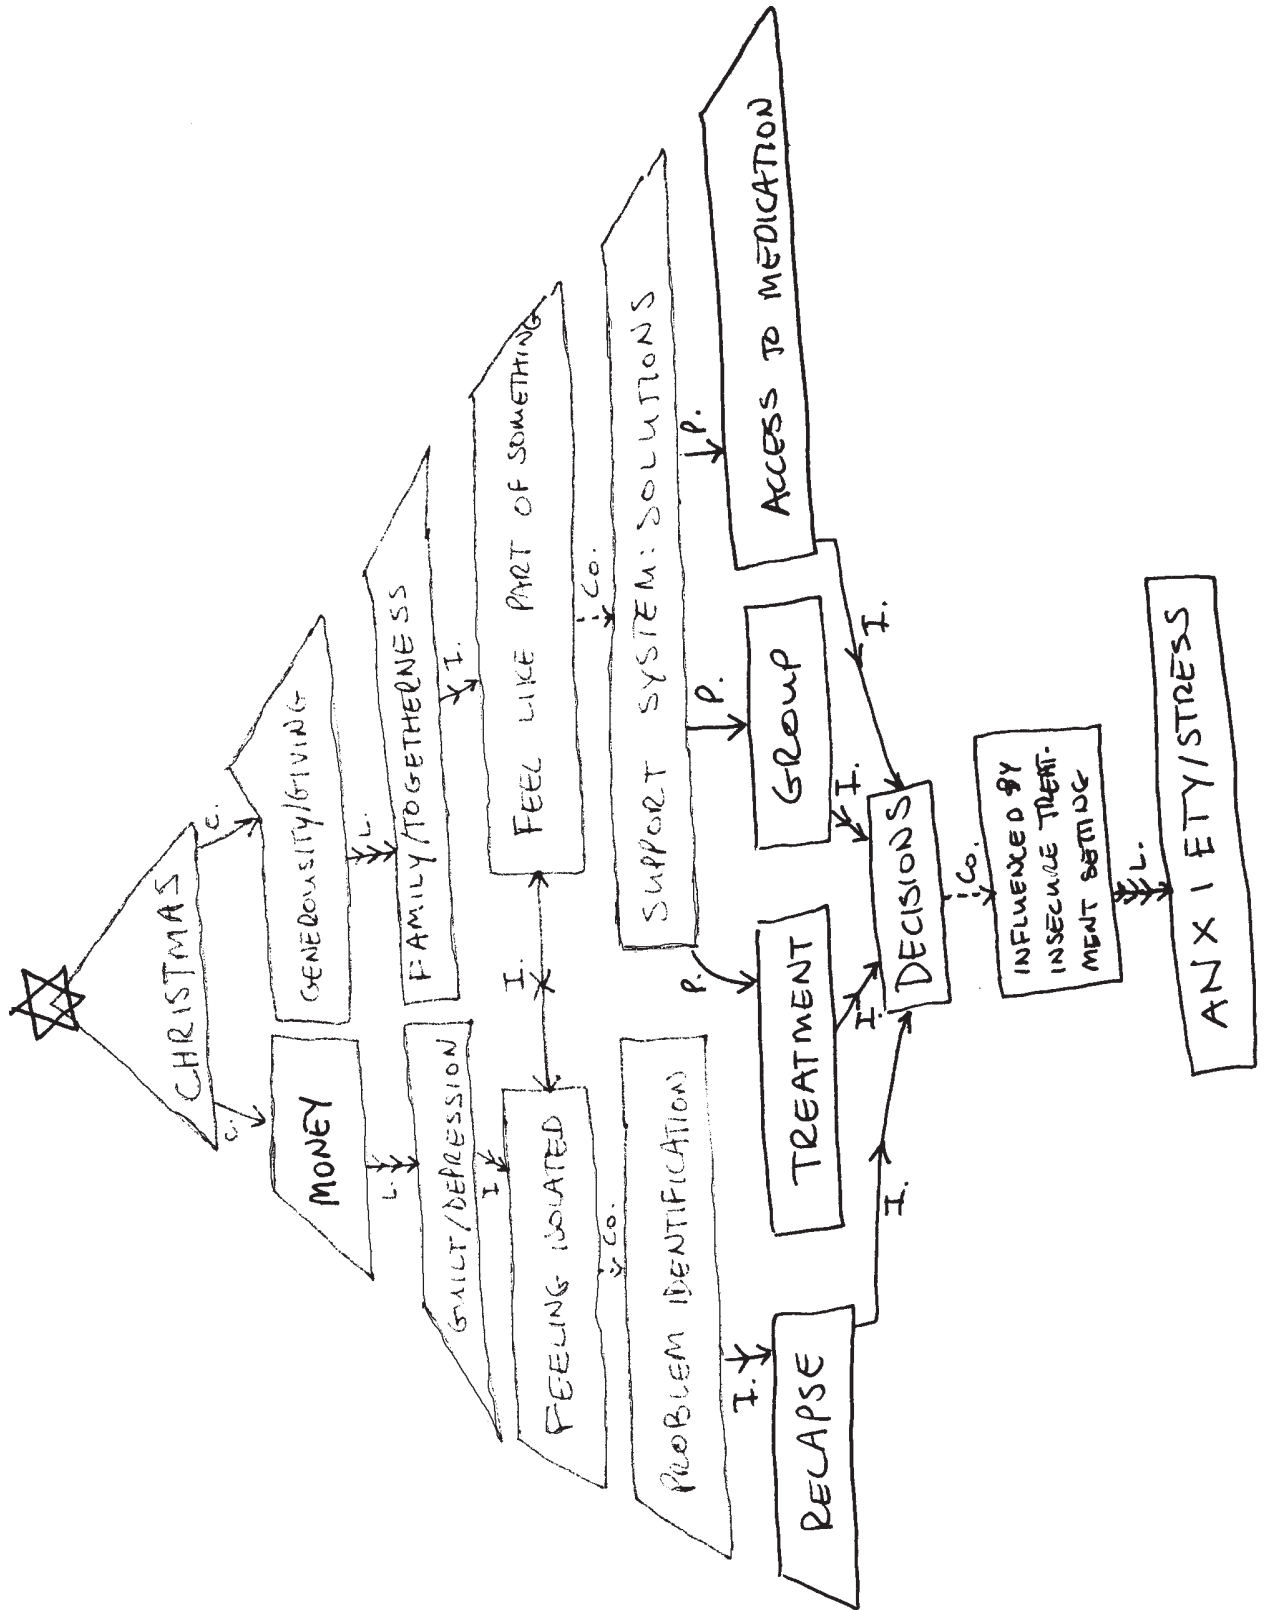 CHRISTMAS
C.
C.
MONEY
GENEROUSITY/GIVING
L.
L.
GUILT/DEPRESSION
FAMILY/TOGETHERNESS
I
I.
FEELING ISOLATED
I.
FEEL LIKE PART OF SOMETHING
Co.
Co.
PROBLEM IDENTIFICATION
SUPPORT SYSTEM: SOLUTIONS
I.
P.
P.
P.
RELAPSE
TREATMENT
GROUP
ACCESS TO MEDICATION
I.
I.
I.
I.
DECISIONS
Co.
INFLUENCED BY
INSECURE TREAT-
MENT SETTING
L.
ANXIETY/STRESS